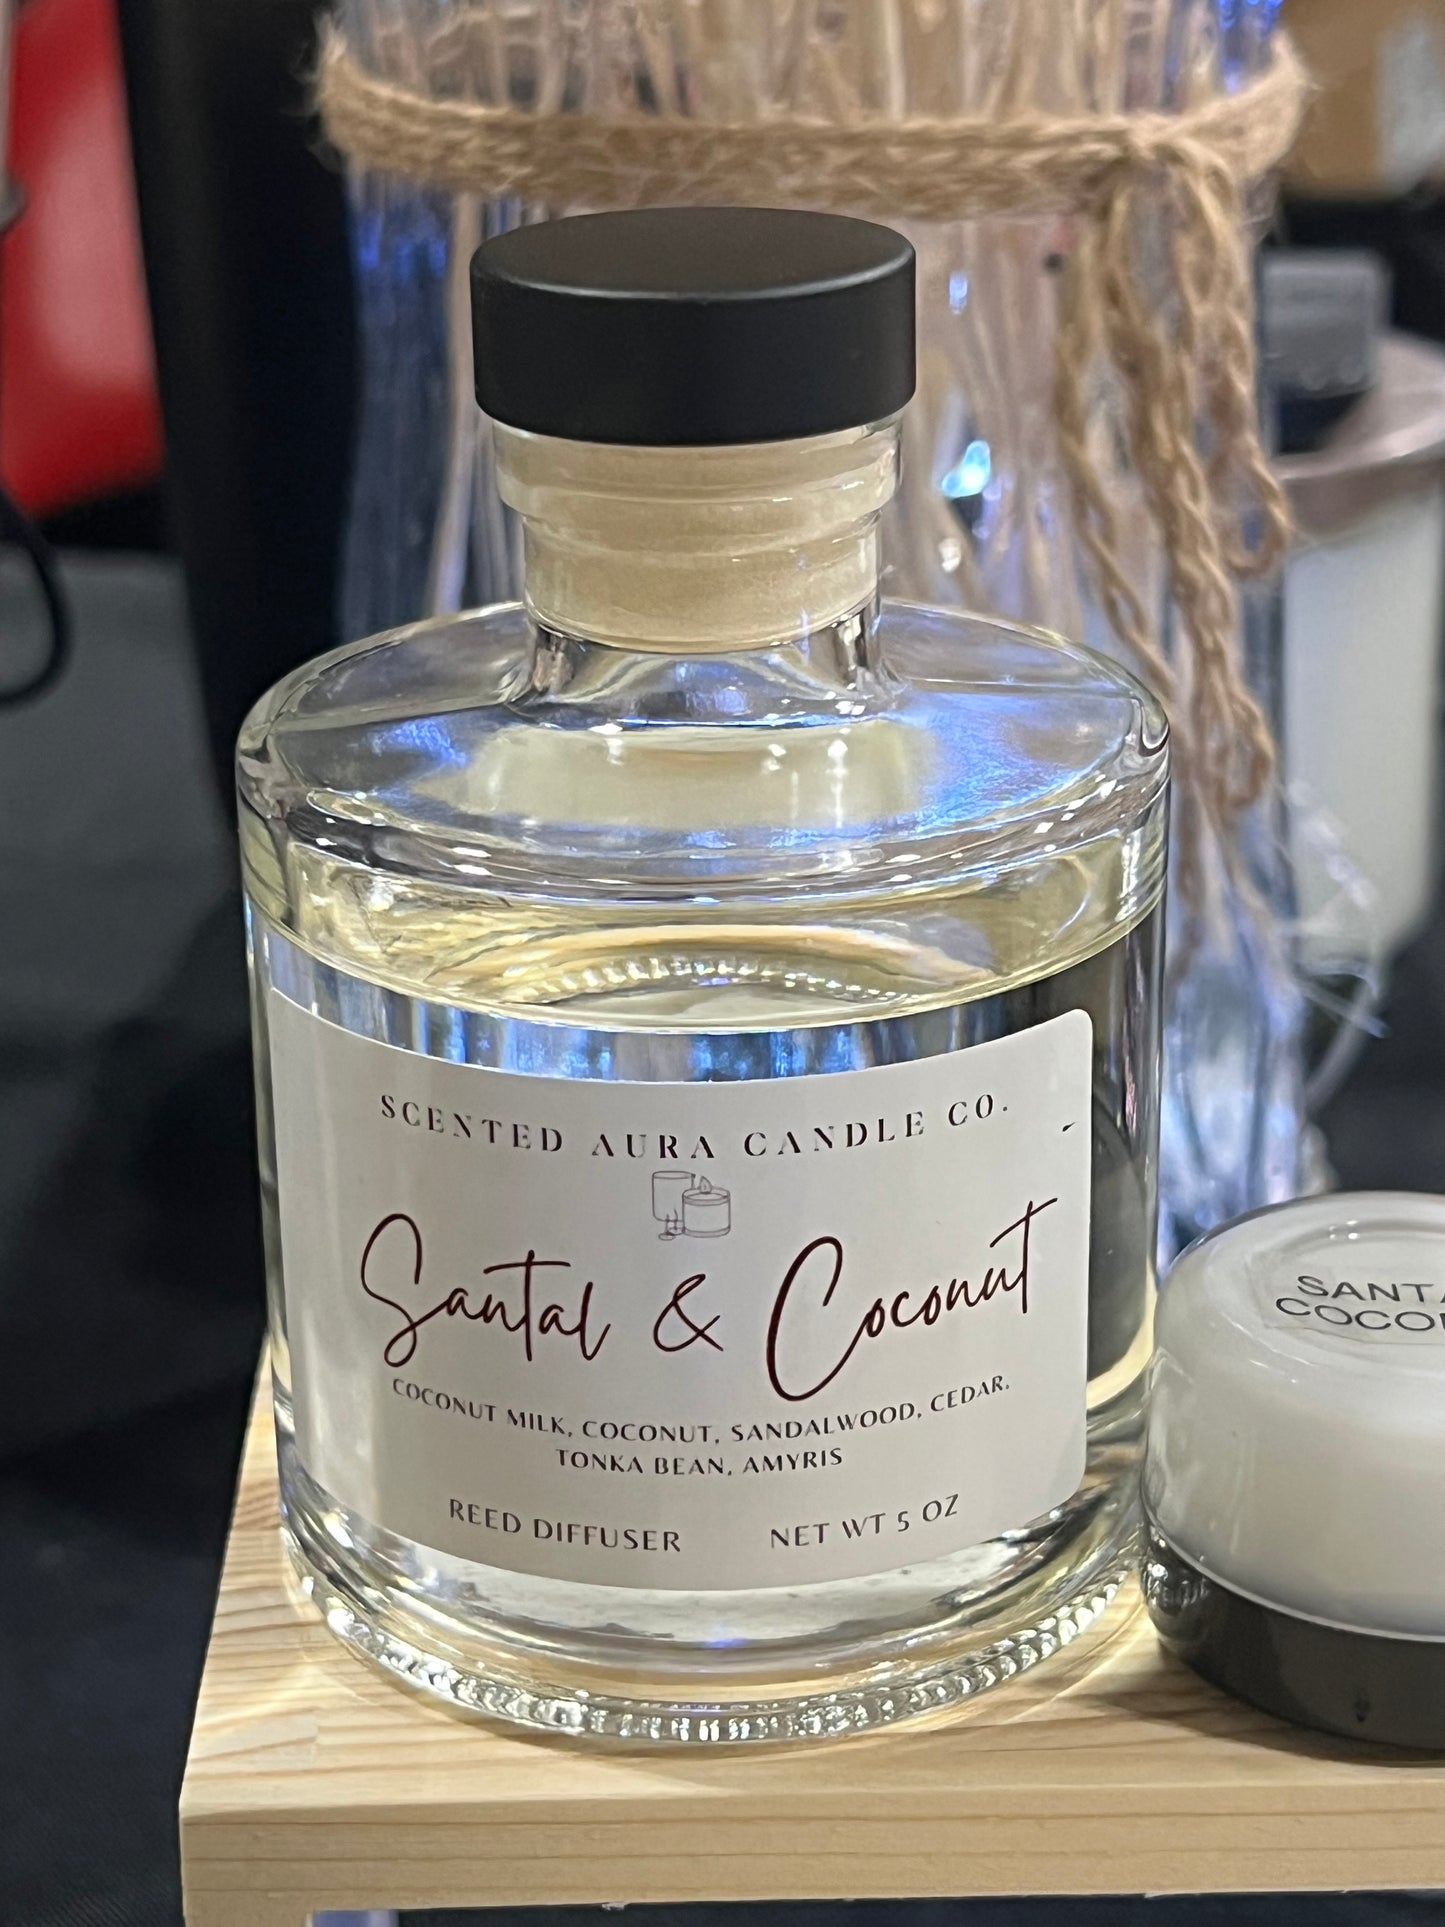 SCENTED AURA CANDLE CO.
Santal & Coconut
COCONUT MILK, COCONUT, SANDALWOOD, CEDAR,
TONKA BEAN, AMYRIS
REED DIFFUSER NET WT 5 OZ